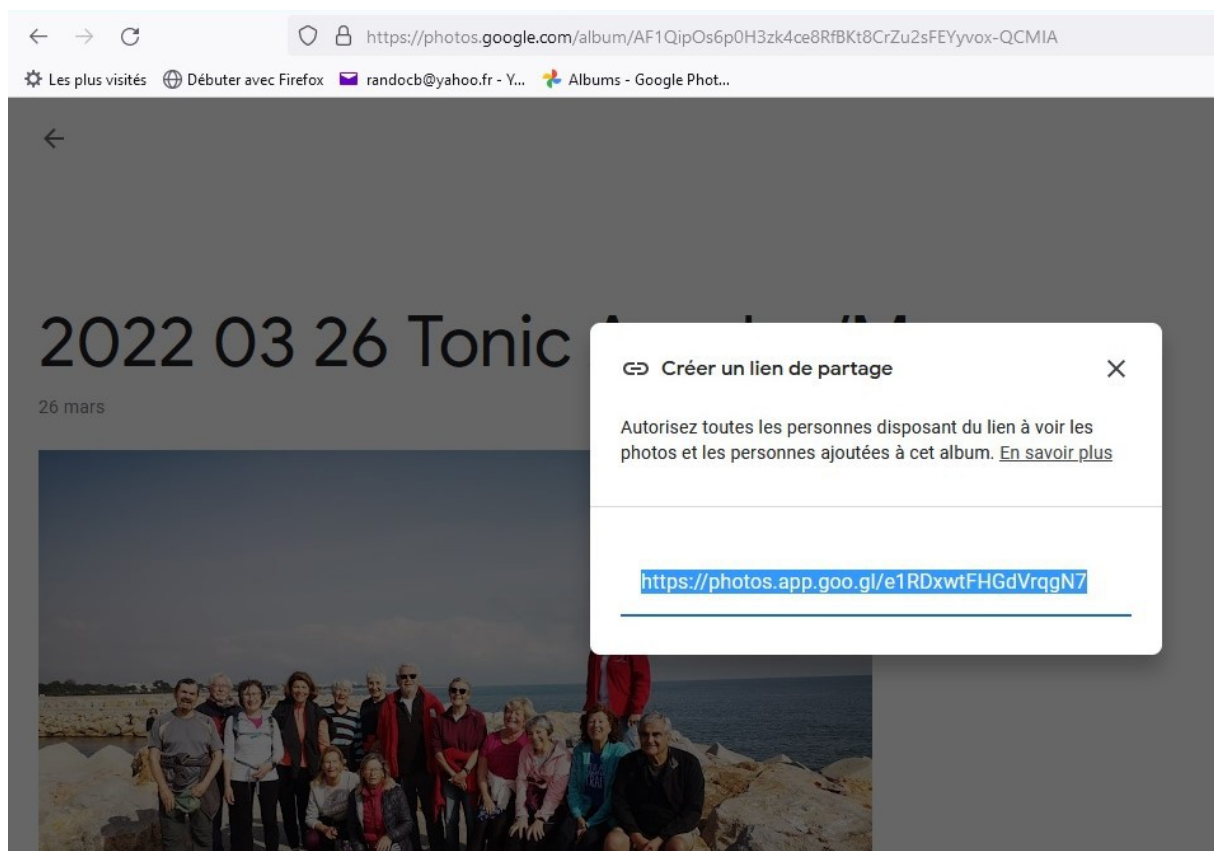 https://photos.google.com/album/AF1QipOs6p0H3zk4ce8RfBKt8CrZu2sFEYyvox-QCMIA
Les plus visités Débuter avec Firefox randocb@yahoo.fr - Y... Albums - Google Phot...
2022 03 26 Tonic
26 mars
Créer un lien de partage
Autorisez toutes les personnes disposant du lien à voir les
photos et les personnes ajoutées à cet album. En savoir plus
https://photos.app.goo.gl/e1RDxwtFHGdVrqgN7